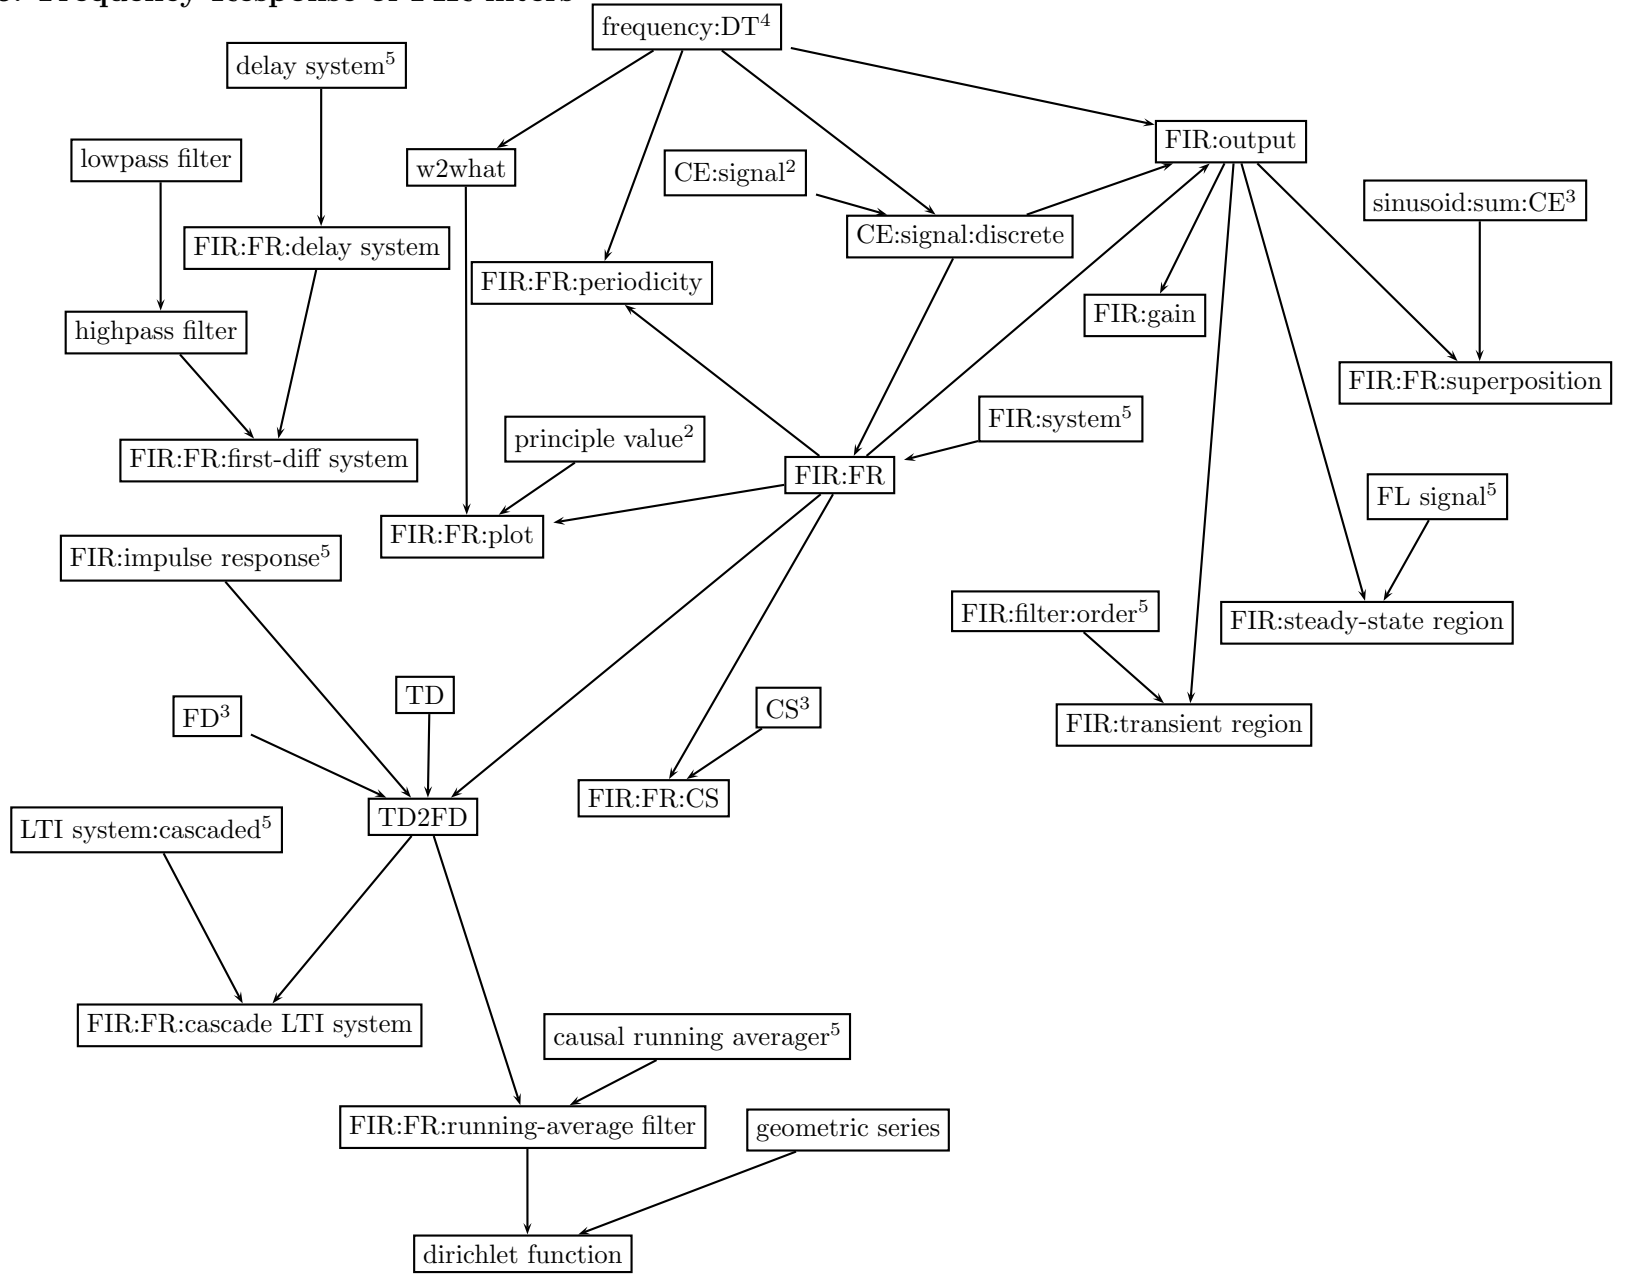 frequency:DT⁴
delay system⁵
FIR:output
lowpass filter
w2what
CE:signal²
sinusoid:sum:CE³
FIR:FR:delay system
CE:signal:discrete
FIR:FR:periodicity
FIR:gain
highpass filter
FIR:FR:superposition
FIR:system⁵
principle value²
FIR:FR:first-diff system
FIR:FR
FL signal⁵
FIR:FR:plot
FIR:impulse response⁵
FIR:filter:order⁵
FIR:steady-state region
TD
FD³
CS³
FIR:transient region
FIR:FR:CS
TD2FD
LTI system:cascaded⁵
FIR:FR:cascade LTI system
causal running averager⁵
FIR:FR:running-average filter
geometric series
dirichlet function